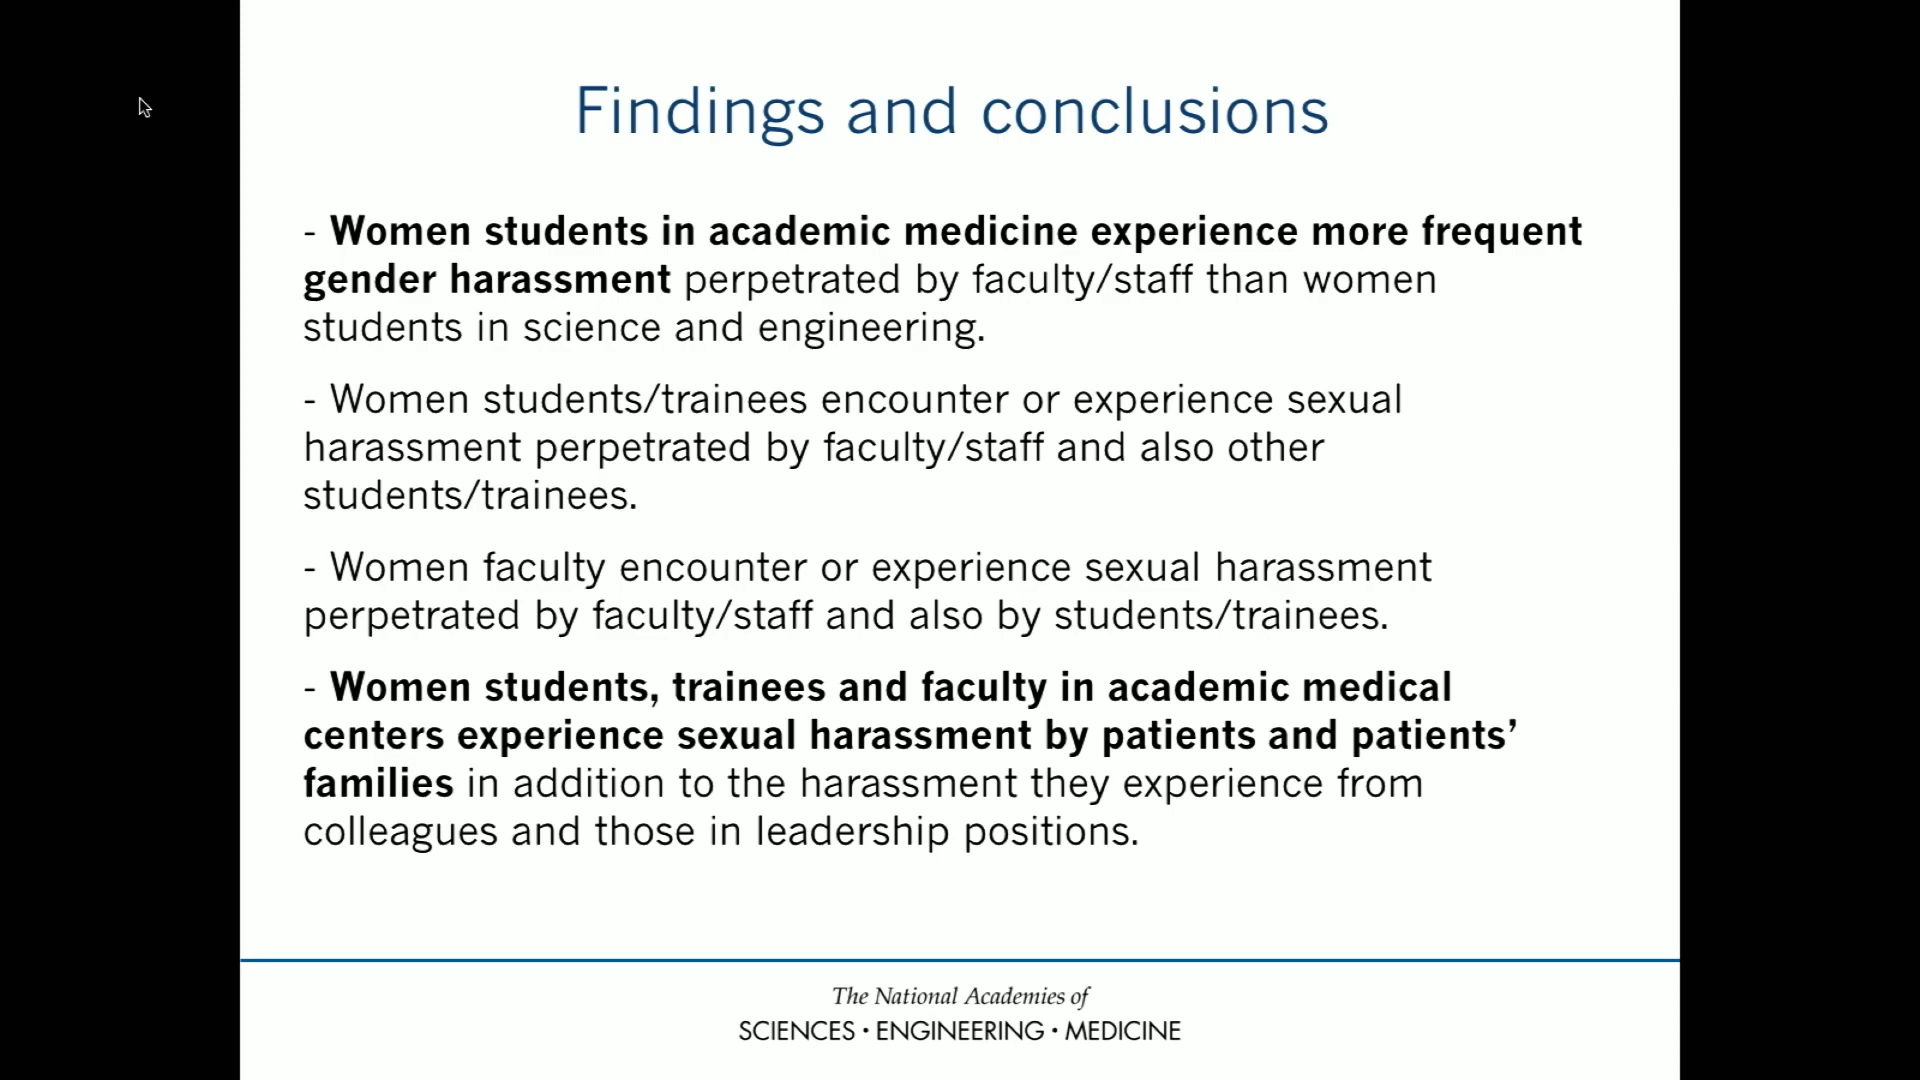 Findings and conclusions
- Women students in academic medicine experience more frequent
gender harassment perpetrated by faculty/staff than women
students in science and engineering.
- Women students/trainees encounter or experience sexual
harassment perpetrated by faculty/staff and also other
students/trainees.
- Women faculty encounter or experience sexual harassment
perpetrated by faculty/staff and also by students/trainees.
- Women students, trainees and faculty in academic medical
centers experience sexual harassment by patients and patients’
families in addition to the harassment they experience from
colleagues and those in leadership positions.
The National Academies of
SCIENCES • ENGINEERING • MEDICINE